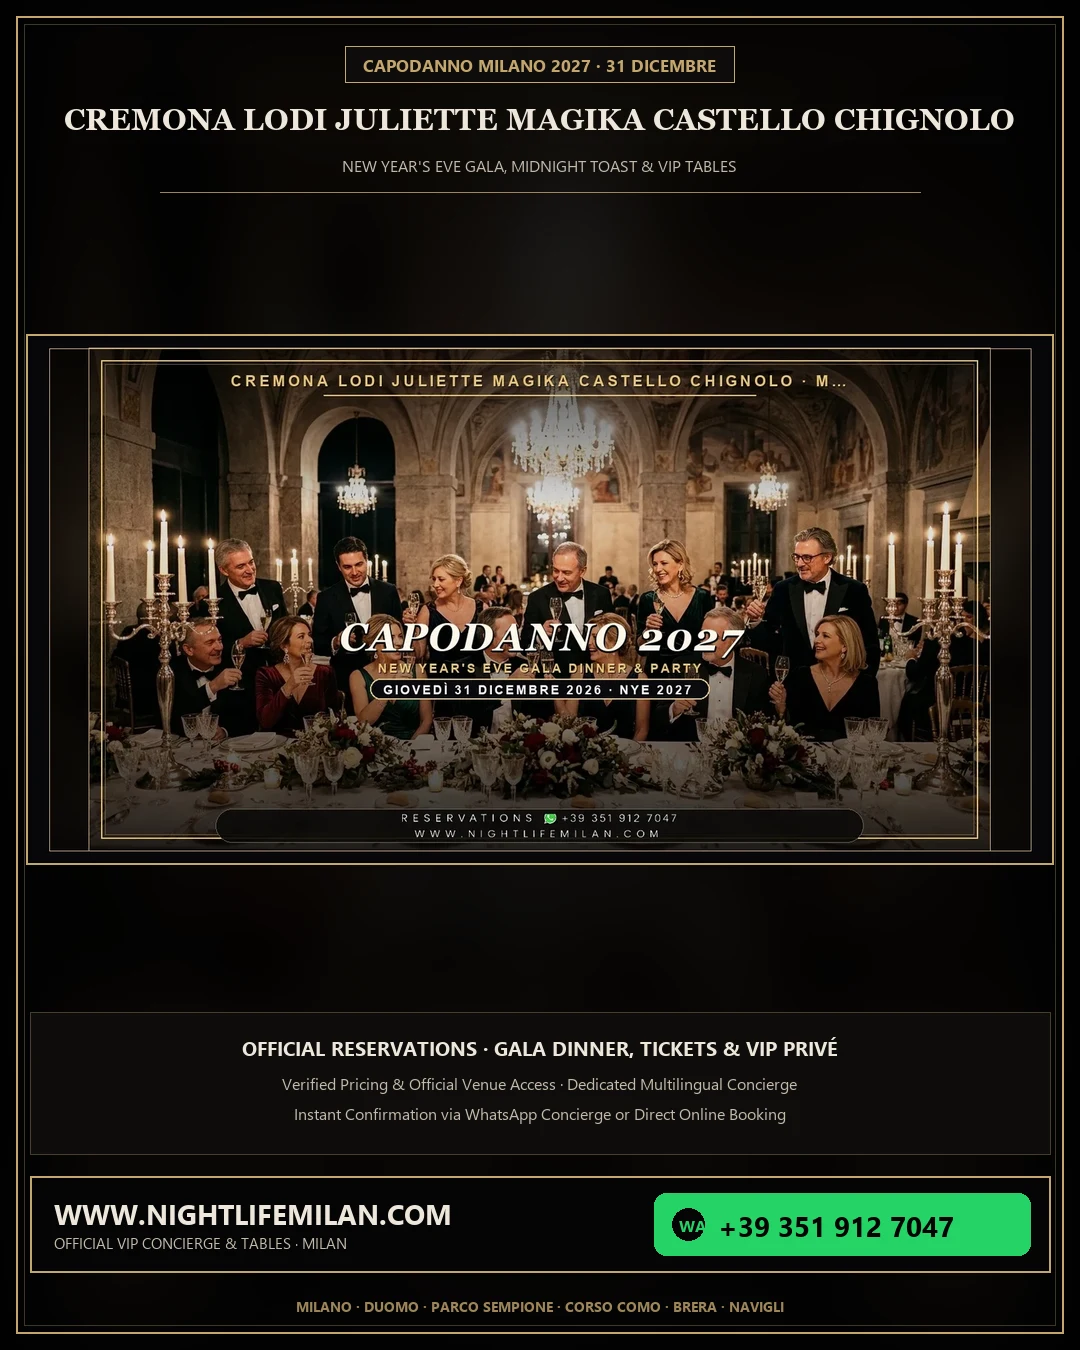 CAPODANNO MILANO 2027 · 31 DICEMBRE
CREMONA LODI JULIETTE MAGIKA CASTELLO CHIGNOLO
NEW YEAR'S EVE GALA, MIDNIGHT TOAST & VIP TABLES
CREMONA LODI JULIETTE MAGIKA CASTELLO CHIGNOLO · M...
CAPODANNO 2027
NEW YEAR'S EVE GALA DINNER & PARTY
GIOVEDÌ 31 DICEMBRE 2026 · NYE 2027
RESERVATIONS +39 351 912 7047
WWW.NIGHTLIFEMILAN.COM
OFFICIAL RESERVATIONS · GALA DINNER, TICKETS & VIP PRIVÉ
Verified Pricing & Official Venue Access · Dedicated Multilingual Concierge
Instant Confirmation via WhatsApp Concierge or Direct Online Booking
WWW.NIGHTLIFEMILAN.COM
OFFICIAL VIP CONCIERGE & TABLES · MILAN
WA +39 351 912 7047
MILANO · DUOMO · PARCO SEMPIONE · CORSO COMO · BRERA · NAVIGLI